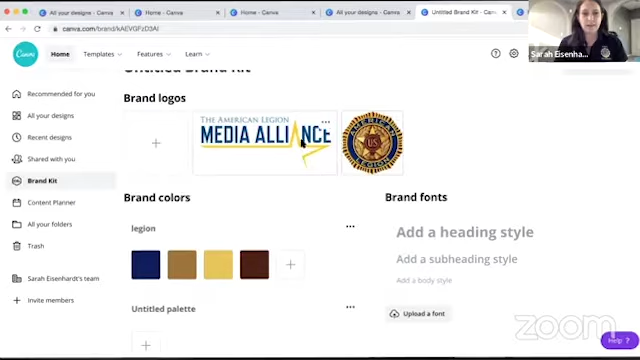 All your designs - Canva
Home - Canva
Home - Canva
All your designs - Canva
Untitled Brand Kit - Canva
canva.com/brand/kAEVGFzD3AI
Canva
Home
Templates
Features
Learn
Sarah Eisenha...
Untitled Brand Kit
Recommended for you
All your designs
Recent designs
Shared with you
Brand Kit
Content Planner
All your folders
Trash
Sarah Eisenhardt's team
Invite members
Brand logos
THE AMERICAN LEGION
MEDIA ALLIANCE
AMERICAN
U.S.
LEGION
Brand colors
legion
Untitled palette
Brand fonts
Add a heading style
Add a subheading style
Add a body style
Upload a font
zoom
Help ?